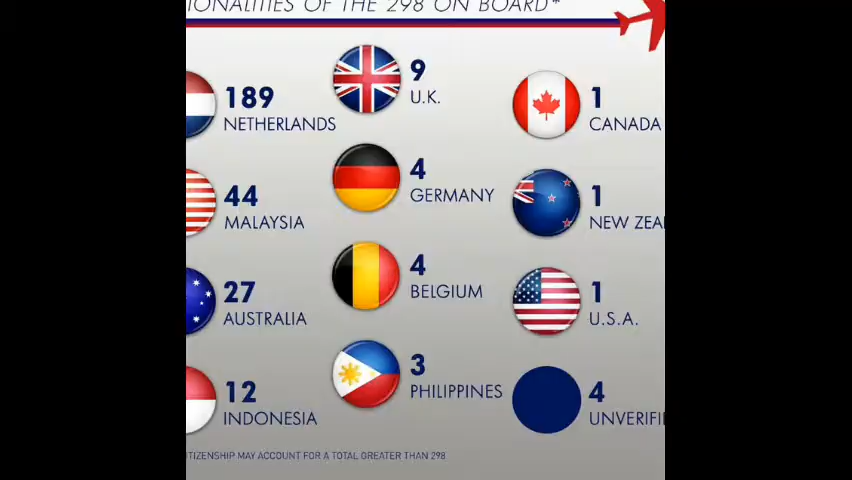 IONALITIES OF THE 298 ON BOARD*
189
NETHERLANDS
44
MALAYSIA
27
AUSTRALIA
12
INDONESIA
9
U.K.
4
GERMANY
4
BELGIUM
3
PHILIPPINES
1
CANADA
1
NEW ZEA
1
U.S.A.
4
UNVERIFI
TIZENSHIP MAY ACCOUNT FOR A TOTAL GREATER THAN 298